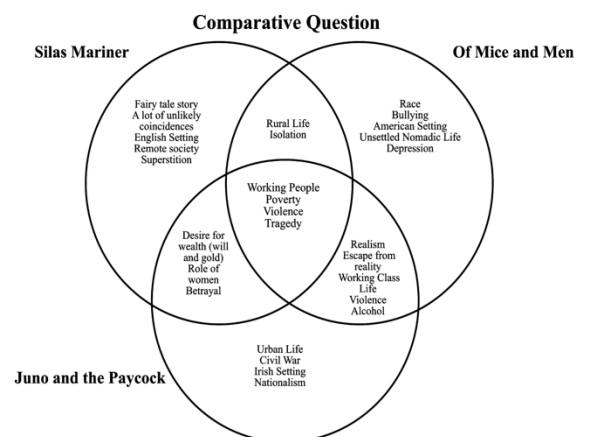 Comparative Question
Silas Mariner
Of Mice and Men
Fairy tale story
A lot of unlikely
coincidences
English Setting
Remote society
Superstition
Rural Life
Isolation
Race
Bullying
American Setting
Unsettled Nomadic Life
Depression
Working People
Poverty
Violence
Tragedy
Desire for
wealth (will
and gold)
Role of
women
Betrayal
Realism
Escape from
reality
Working Class
Life
Violence
Alcohol
Urban Life
Civil War
Irish Setting
Nationalism
Juno and the Paycock